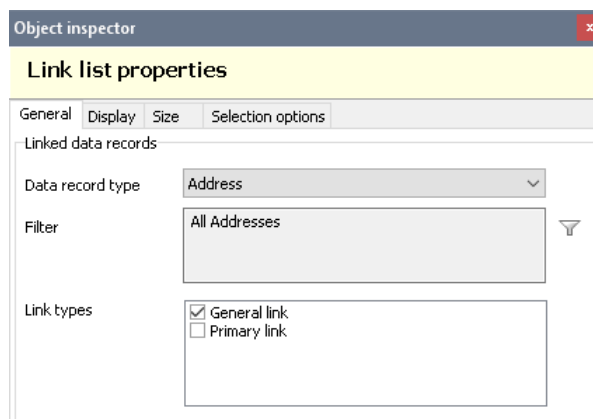 Object inspector
Link list properties
General Display Size Selection options
Linked data records
Data record type Address
Filter All Addresses
Link types General link
Primary link